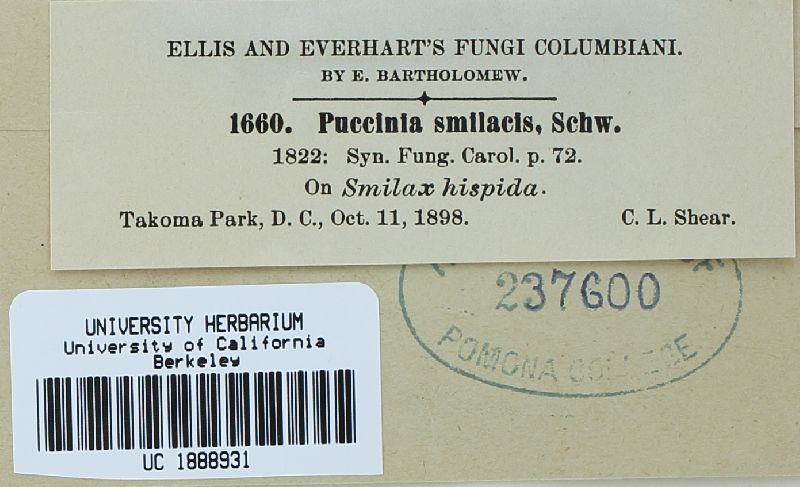 ELLIS AND EVERHART'S FUNGI COLUMBIANI.
BY E. BARTHOLOMEW.
1660. Puccinia smilacis, Schw.
1822: Syn. Fung. Carol. p. 72.
On Smilax hispida.
Takoma Park, D. C., Oct. 11, 1898. C. L. Shear.
237600
POMONA COLLEGE
UNIVERSITY HERBARIUM
University of California
Berkeley
UC 1888931